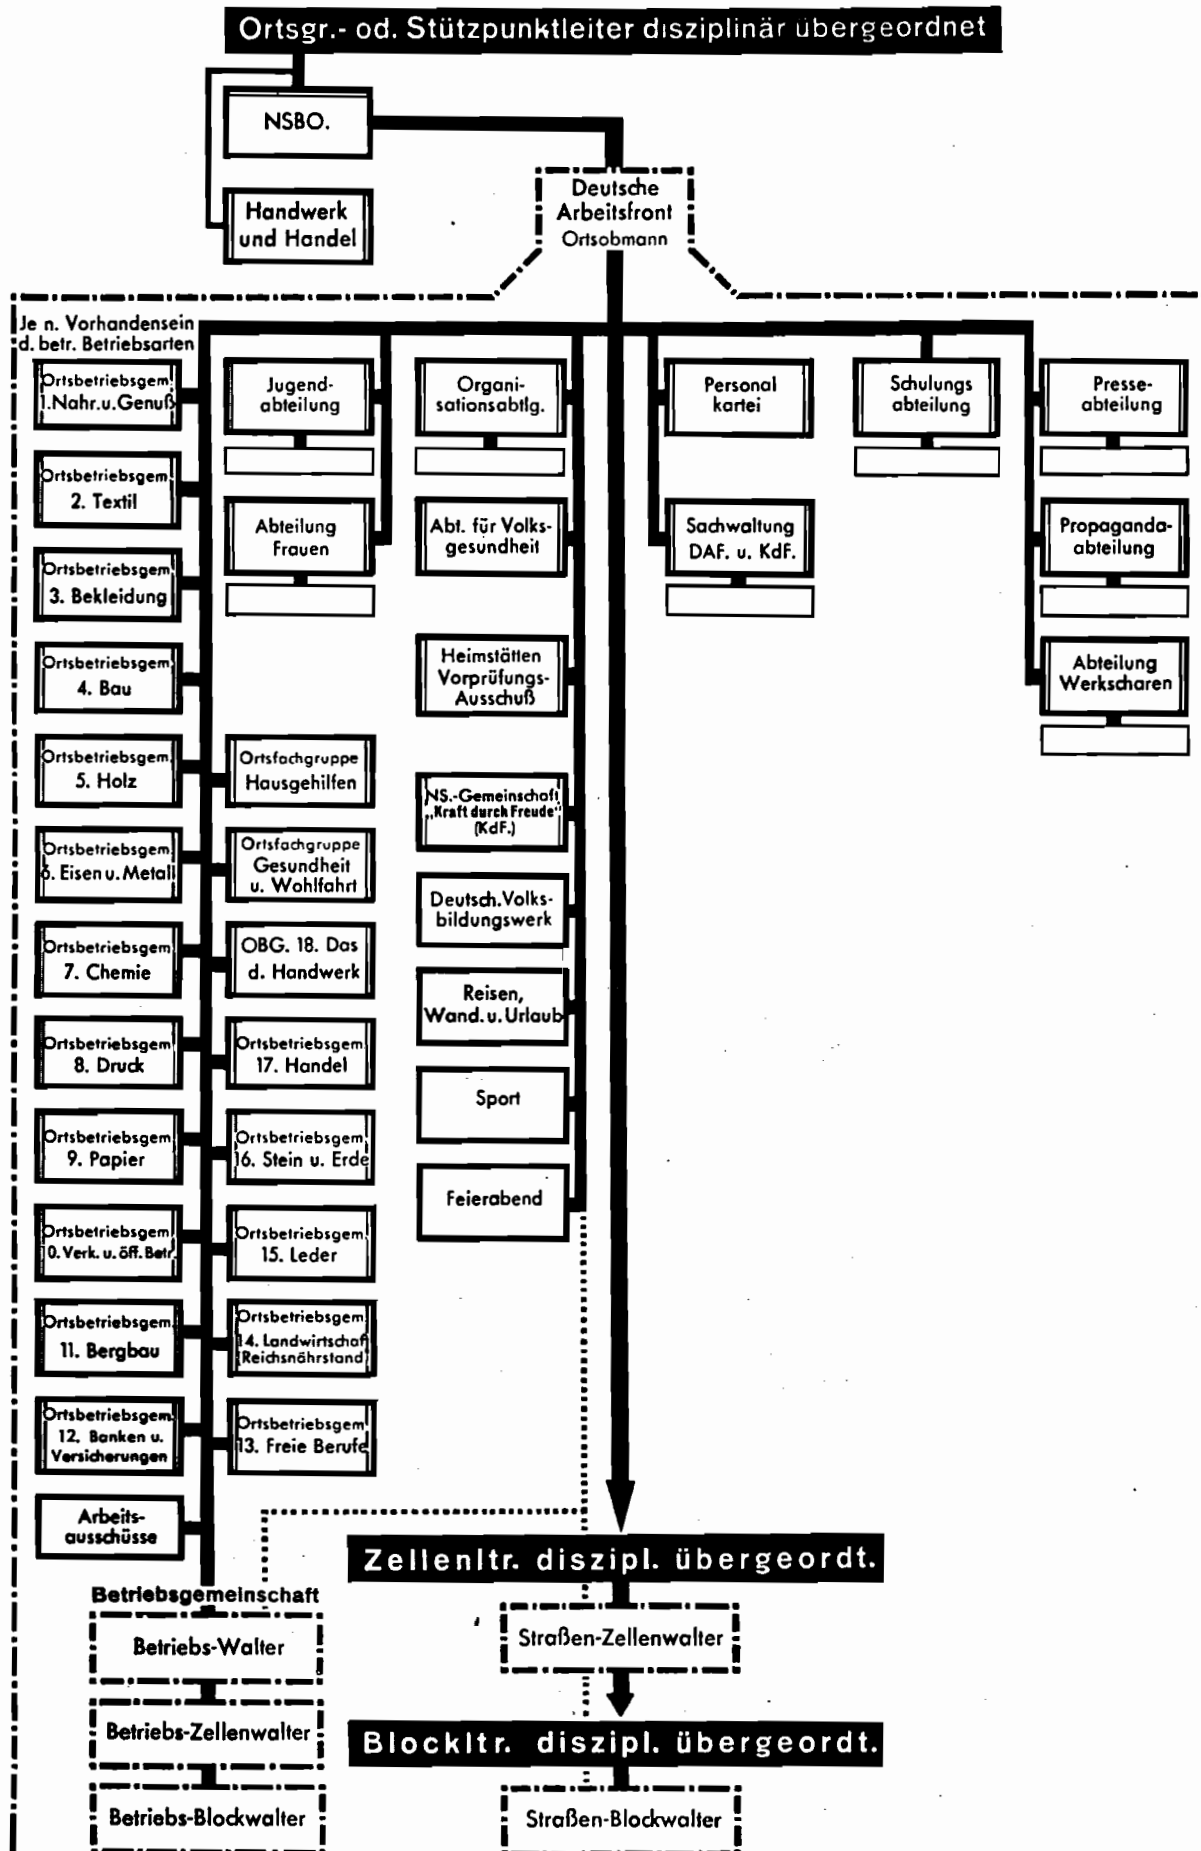 Ortsgr.- od. Stützpunktleiter disziplinär übergeordnet
NSBO.
Handwerk
und Handel
Deutsche
Arbeitsfront
Ortsobmann
Je n. Vorhandensein
d. betr. Betriebsarten
Ortsbetriebsgem.
1. Nahr. u. Genuß
Ortsbetriebsgem.
2. Textil
Ortsbetriebsgem.
3. Bekleidung
Ortsbetriebsgem.
4. Bau
Ortsbetriebsgem.
5. Holz
Ortsbetriebsgem.
6. Eisen u. Metall
Ortsbetriebsgem.
7. Chemie
Ortsbetriebsgem.
8. Druck
Ortsbetriebsgem.
9. Papier
Ortsbetriebsgem.
0. Verk. u. öff. Betr.
Ortsbetriebsgem.
11. Bergbau
Ortsbetriebsgem.
12. Banken u.
Versicherungen
Arbeits-
ausschüsse
Jugend-
abteilung
Abteilung
Frauen
Ortsfachgruppe
Hausgehilfen
Ortsfachgruppe
Gesundheit
u. Wohlfahrt
OBG. 18. Das
d. Handwerk
Ortsbetriebsgem.
17. Handel
Ortsbetriebsgem.
16. Stein u. Erde
Ortsbetriebsgem.
15. Leder
Ortsbetriebsgem.
14. Landwirtschaf
(Reichsnährstand)
Ortsbetriebsgem.
13. Freie Berufe
Organi-
sationsabtlg.
Abt. für Volks-
gesundheit
Heimstätten
Vorprüfungs-
Ausschuß
NS.-Gemeinschaft
„Kraft durch Freude"
(KdF.)
Deutsch. Volks-
bildungswerk
Reisen,
Wand. u. Urlaub
Sport
Feierabend
Personal
kartei
Sachwaltung
DAF. u. KdF.
Schulungs
abteilung
Presse-
abteilung
Propaganda-
abteilung
Abteilung
Werkscharen
Betriebsgemeinschaft
Betriebs-Walter
Betriebs-Zellenwalter
Betriebs-Blockwalter
Zellenltr. diszipl. übergeordt.
Straßen-Zellenwalter
Blockltr. diszipl. übergeordt.
Straßen-Blockwalter